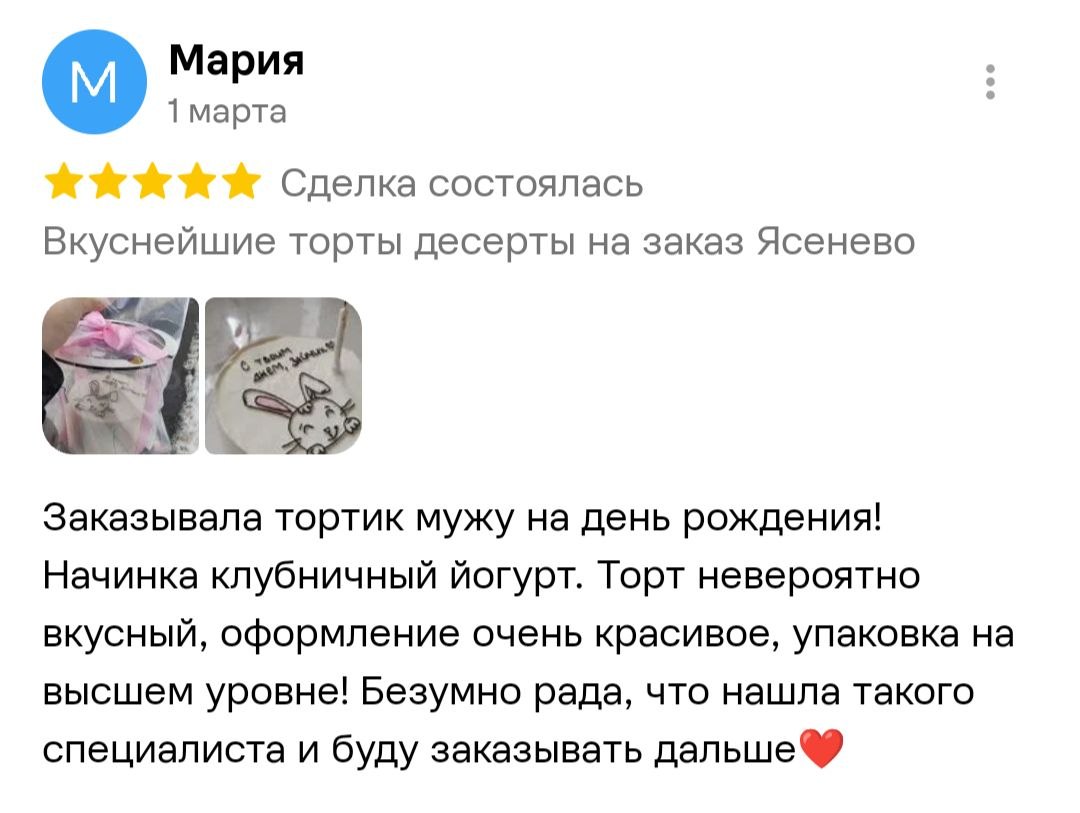 М
Мария
1 марта
Сделка состоялась
Вкуснейшие торты десерты на заказ Ясенево
С твоим
днём,
Заказывала тортик мужу на день рождения!
Начинка клубничный йогурт. Торт невероятно
вкусный, оформление очень красивое, упаковка на
высшем уровне! Безумно рада, что нашла такого
специалиста и буду заказывать дальше❤️